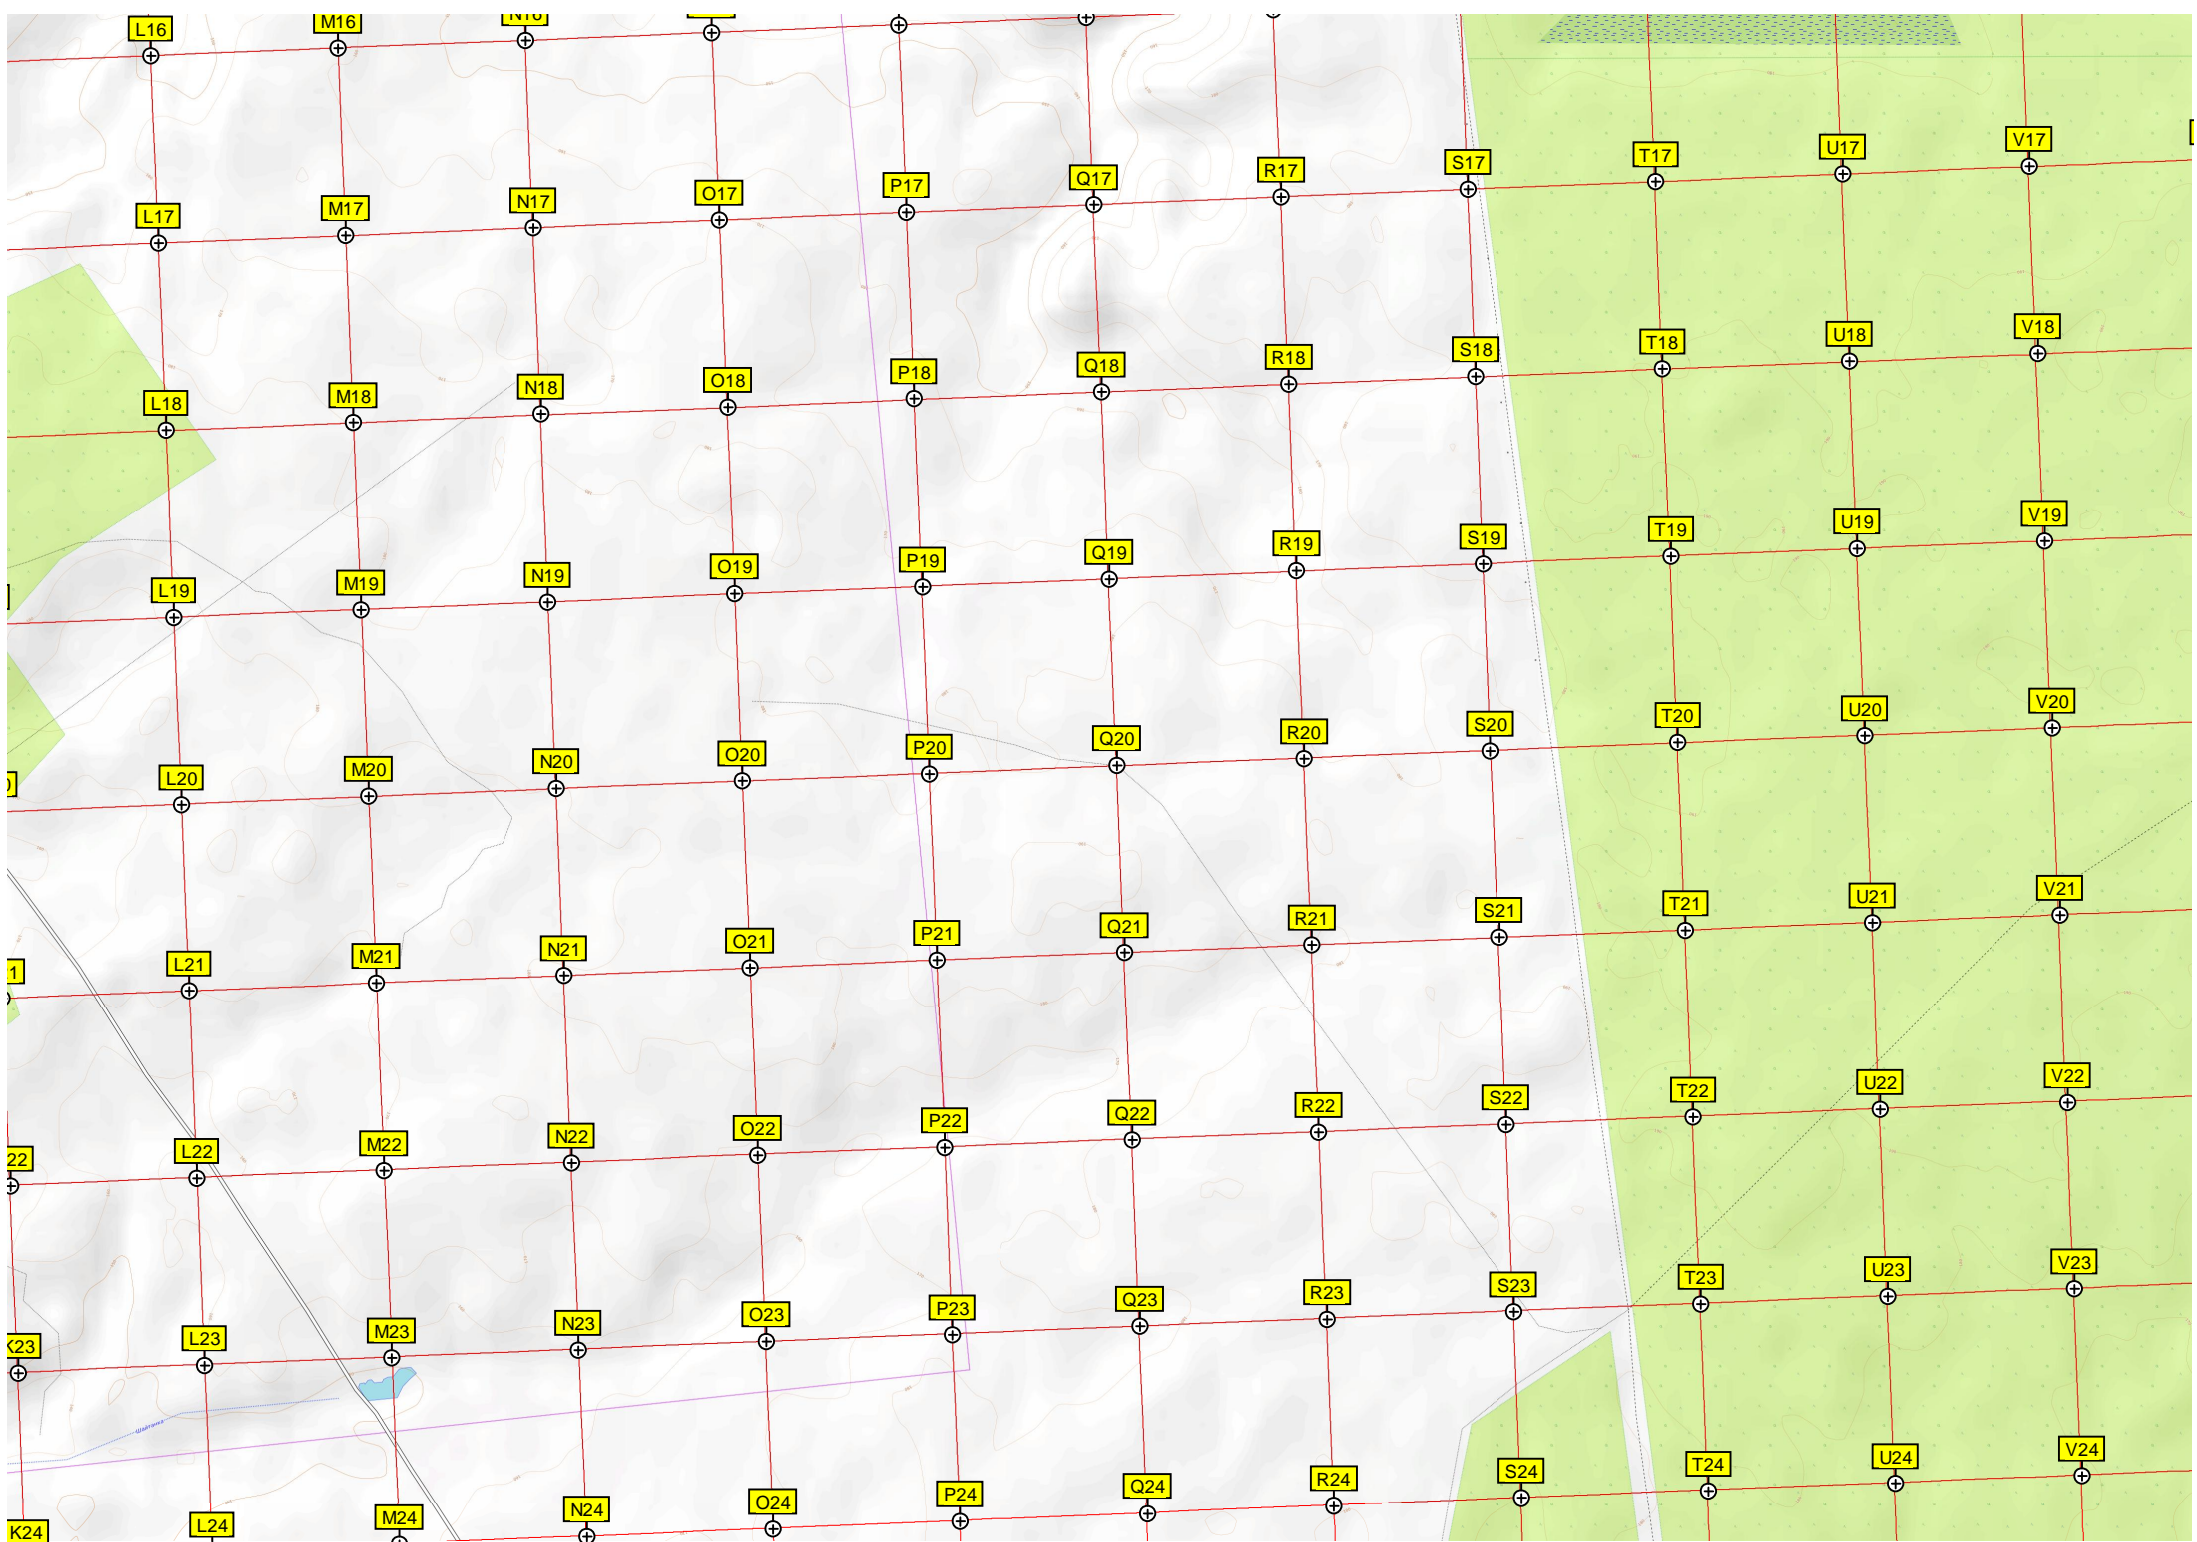 L16 M16 N16
L17 M17 N17 O17 P17 Q17 R17 S17 T17 U17 V17
L18 M18 N18 O18 P18 Q18 R18 S18 T18 U18 V18
L19 M19 N19 O19 P19 Q19 R19 S19 T19 U19 V19
L20 M20 N20 O20 P20 Q20 R20 S20 T20 U20 V20
L21 M21 N21 O21 P21 Q21 R21 S21 T21 U21 V21
22 L22 M22 N22 O22 P22 Q22 R22 S22 T22 U22 V22
K23 L23 M23 N23 O23 P23 Q23 R23 S23 T23 U23 V23
Шайтанка
K24 L24 M24 N24 O24 P24 Q24 R24 S24 T24 U24 V24